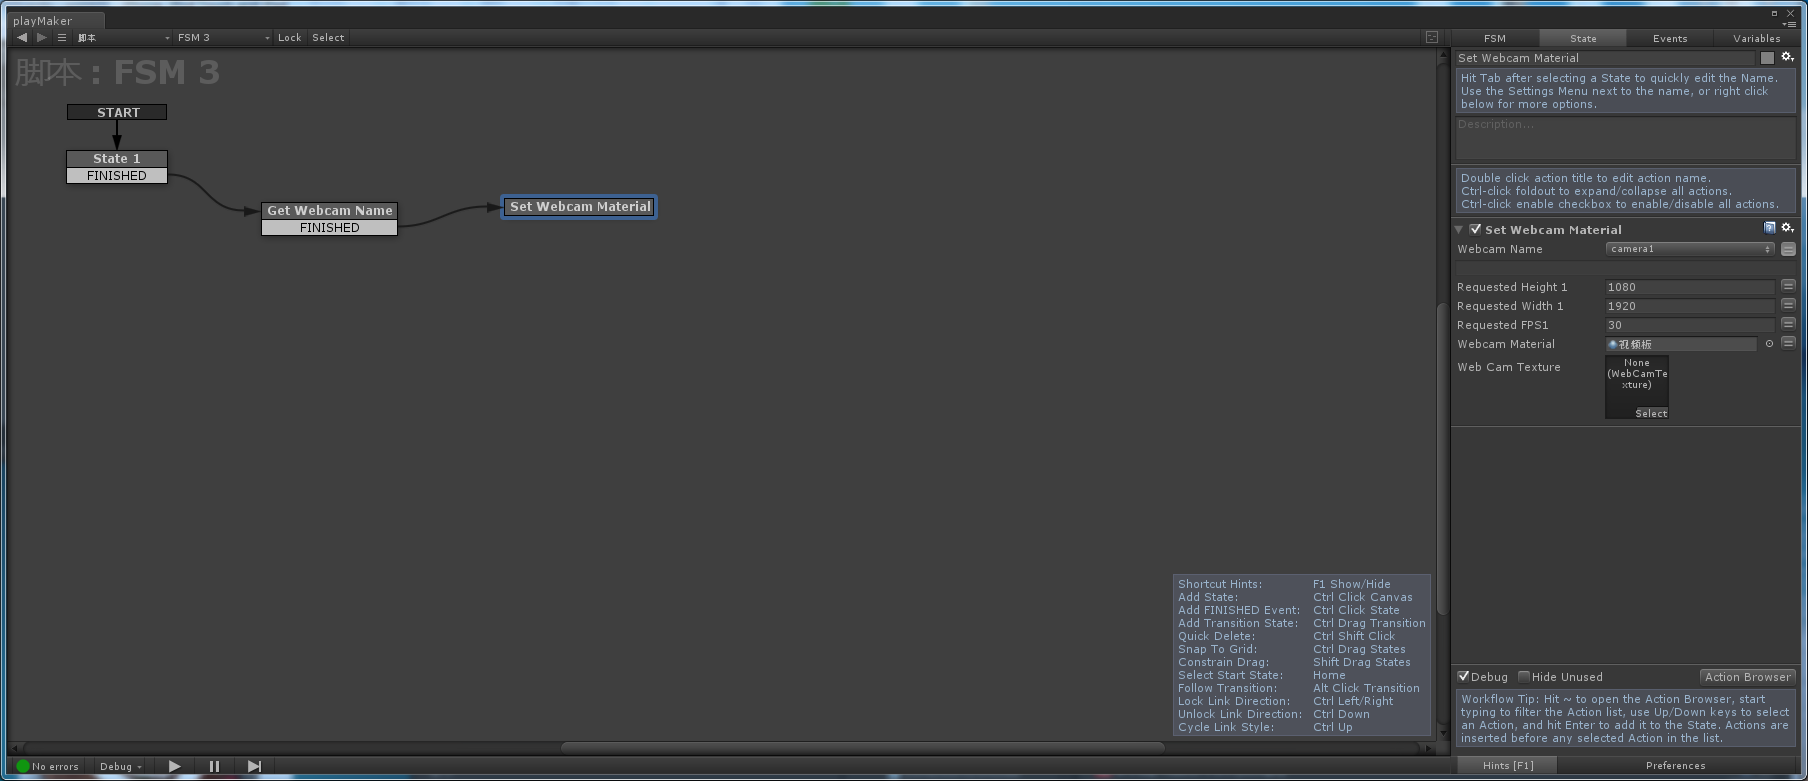 playMaker
脚本
FSM 3
Lock
Select
脚本 : FSM 3
START
State 1
FINISHED
Get Webcam Name
FINISHED
Set Webcam Material
Shortcut Hints: F1 Show/Hide
Add State: Ctrl Click Canvas
Add FINISHED Event: Ctrl Click State
Add Transition State: Ctrl Drag Transition
Quick Delete: Ctrl Shift Click
Snap To Grid: Ctrl Drag States
Constrain Drag: Shift Drag States
Select Start State: Home
Follow Transition: Alt Click Transition
Lock Link Direction: Ctrl Left/Right
Unlock Link Direction: Ctrl Down
Cycle Link Style: Ctrl Up
No errors
Debug
FSM
State
Events
Variables
Set Webcam Material
Hit Tab after selecting a State to quickly edit the Name.
Use the Settings Menu next to the name, or right click
below for more options.
Description...
Double click action title to edit action name.
Ctrl-click foldout to expand/collapse all actions.
Ctrl-click enable checkbox to enable/disable all actions.
Set Webcam Material
Webcam Name camera1
Requested Height 1 1080
Requested Width 1 1920
Requested FPS1 30
Webcam Material 视频板
Web Cam Texture
None
(WebCamTe
xture)
Select
Debug
Hide Unused
Action Browser
Workflow Tip: Hit ~ to open the Action Browser, start
typing to filter the Action list, use Up/Down keys to select
an Action, and hit Enter to add it to the State. Actions are
inserted before any selected Action in the list.
Hints [F1]
Preferences